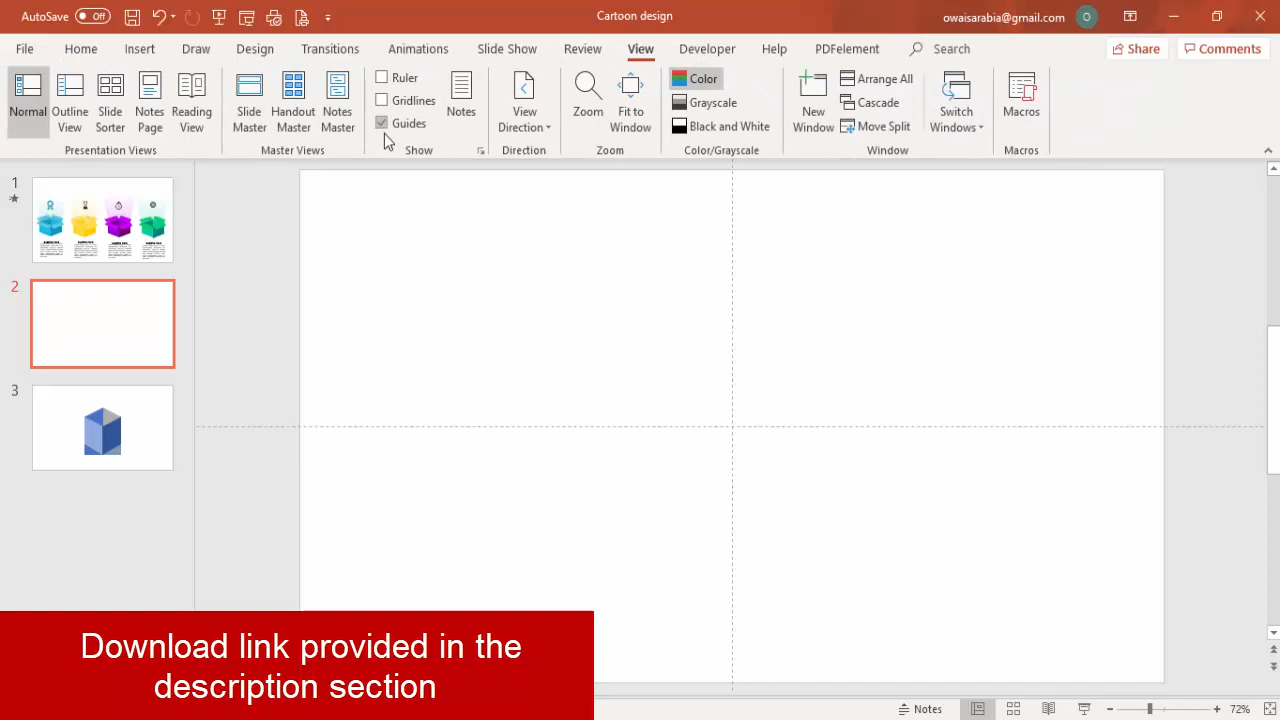 AutoSave Off
Cartoon design
owaisarabia@gmail.com O
File Home Insert Draw Design Transitions Animations Slide Show Review View Developer Help PDFelement Search Share Comments
Normal
Outline View
Slide Sorter
Notes Page
Reading View
Presentation Views
Slide Master
Handout Master
Notes Master
Master Views
Ruler
Gridlines
Guides
Notes
Show
View Direction
Direction
Zoom
Fit to Window
Zoom
Color
Grayscale
Black and White
Color/Grayscale
New Window
Arrange All
Cascade
Move Split
Switch Windows
Window
Macros
Macros
1
2
3
Download link provided in the
description section
Notes
72%